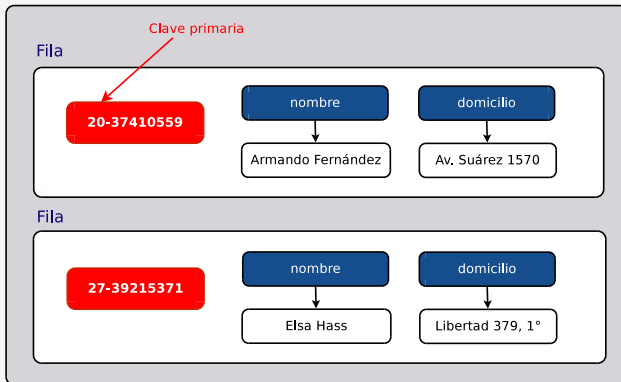 Clave primaria
Fila
nombre
domicilio
20-37410559
Armando Fernández
Av. Suárez 1570
Fila
nombre
domicilio
27-39215371
Elsa Hass
Libertad 379, 1°